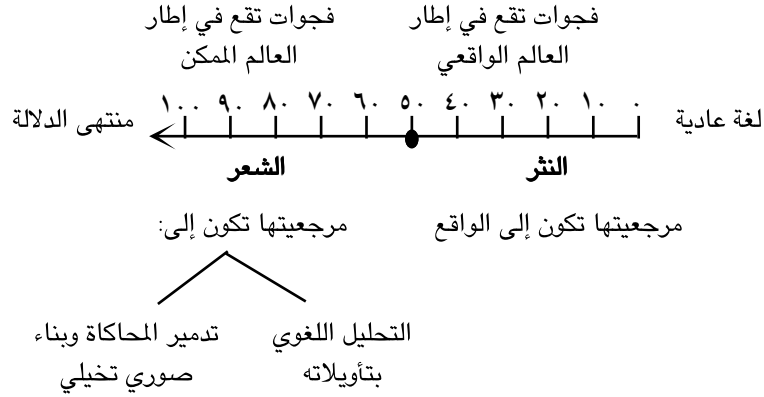 فجوات تقع في إطار
العالم الواقعي
فجوات تقع في إطار
العالم الممكن
لغة عادية
٠ ١٠ ٢٠ ٣٠ ٤٠ ٥٠ ٦٠ ٧٠ ٨٠ ٩٠ ١٠٠
منتهى الدلالة
النثر
الشعر
مرجعيتها تكون إلى الواقع
مرجعيتها تكون إلى:
التحليل اللغوي
بتأويلاته
تدمير المحاكاة وبناء
صوري تخيلي